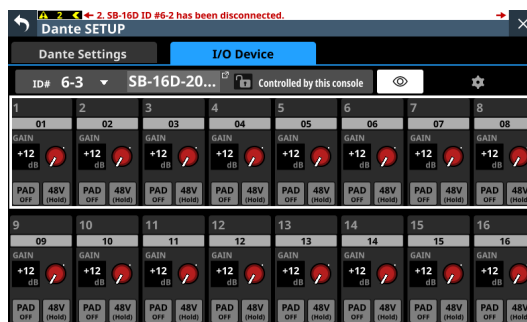 2 ← 2. SB-16D ID #6-2 has been disconnected. →
Dante SETUP
Dante Settings I/O Device
ID# 6-3 SB-16D-20... Controlled by this console
1 2 3 4 5 6 7 8
01 02 03 04 05 06 07 08
GAIN GAIN GAIN GAIN GAIN GAIN GAIN GAIN
+12 +12 +12 +12 +12 +12 +12 +12
dB dB dB dB dB dB dB dB
PAD 48V PAD 48V PAD 48V PAD 48V PAD 48V PAD 48V PAD 48V PAD 48V
OFF (Hold) OFF (Hold) OFF (Hold) OFF (Hold) OFF (Hold) OFF (Hold) OFF (Hold) OFF (Hold)
9 10 11 12 13 14 15 16
09 10 11 12 13 14 15 16
GAIN GAIN GAIN GAIN GAIN GAIN GAIN GAIN
+12 +12 +12 +12 +12 +12 +12 +12
dB dB dB dB dB dB dB dB
PAD 48V PAD 48V PAD 48V PAD 48V PAD 48V PAD 48V PAD 48V PAD 48V
OFF (Hold) OFF (Hold) OFF (Hold) OFF (Hold) OFF (Hold) OFF (Hold) OFF (Hold) OFF (Hold)